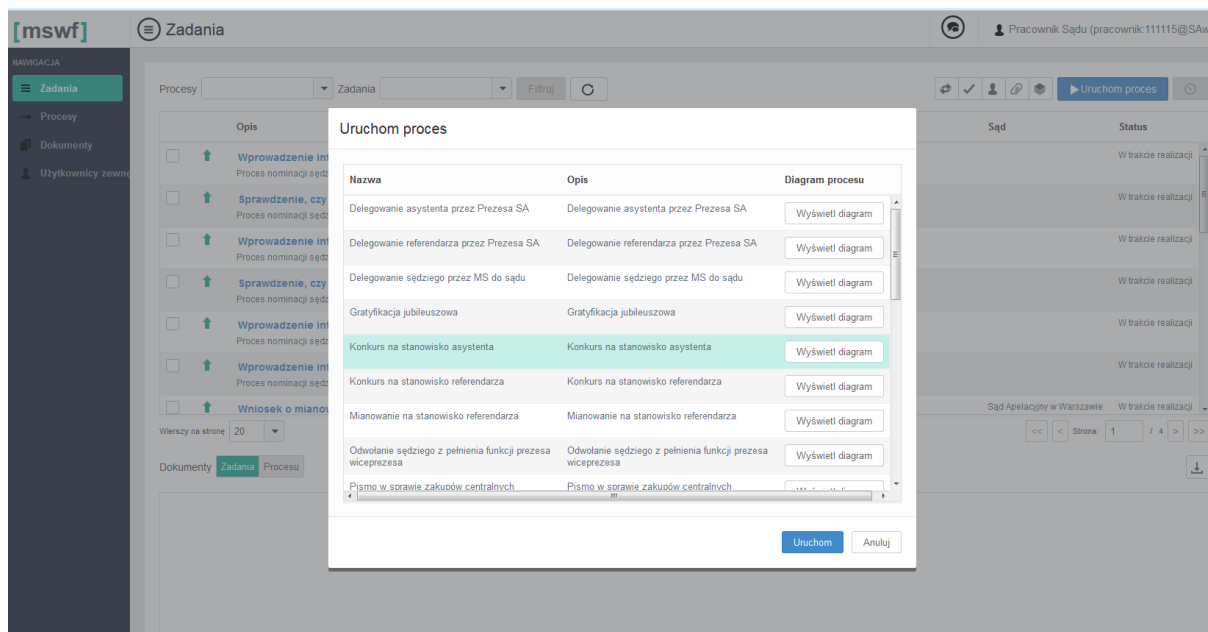 [mswf]
Zadania
Pracownik Sądu (pracownik:111115@SAw
NAWIGACJA
Zadania
Procesy
Dokumenty
Użytkownicy zewnę
Procesy
Zadania
Filtruj
Uruchom proces
Opis
Sąd
Status
Wprowadzenie int
Proces nominacji sędz
W trakcie realizacji
Sprawdzenie, czy
Proces nominacji sędz
W trakcie realizacji
Wprowadzenie int
Proces nominacji sędz
W trakcie realizacji
Sprawdzenie, czy
Proces nominacji sędz
W trakcie realizacji
Wprowadzenie int
Proces nominacji sędz
W trakcie realizacji
Wprowadzenie int
Proces nominacji sędz
W trakcie realizacji
Wniosek o mianov
Sąd Apelacyjny w Warszawie W trakcie realizacji
Wierszy na stronę 20
<< < Strona: 1 / 4 > >>
Dokumenty Zadania Procesu
Uruchom proces
Nazwa Opis Diagram procesu
Delegowanie asystenta przez Prezesa SA Delegowanie asystenta przez Prezesa SA Wyświetl diagram
Delegowanie referendarza przez Prezesa SA Delegowanie referendarza przez Prezesa SA Wyświetl diagram
Delegowanie sędziego przez MS do sądu Delegowanie sędziego przez MS do sądu Wyświetl diagram
Gratyfikacja jubileuszowa Gratyfikacja jubileuszowa Wyświetl diagram
Konkurs na stanowisko asystenta Konkurs na stanowisko asystenta Wyświetl diagram
Konkurs na stanowisko referendarza Konkurs na stanowisko referendarza Wyświetl diagram
Mianowanie na stanowisko referendarza Mianowanie na stanowisko referendarza Wyświetl diagram
Odwołanie sędziego z pełnienia funkcji prezesa Odwołanie sędziego z pełnienia funkcji prezesa Wyświetl diagram
wiceprezesa wiceprezesa
Pismo w sprawie zakupów centralnych Pismo w sprawie zakupów centralnych
Uruchom Anuluj